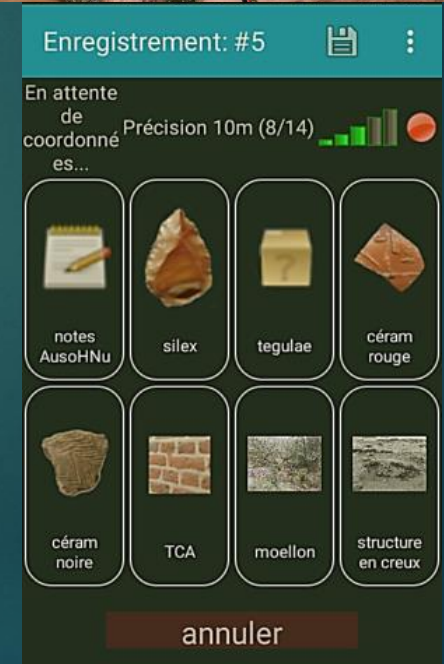 Enregistrement: #5
En attente
de
coordonné
es...
Précision 10m (8/14)
notes
AusoHNu
silex
tegulae
céram
rouge
céram
noire
TCA
moellon
structure
en creux
annuler